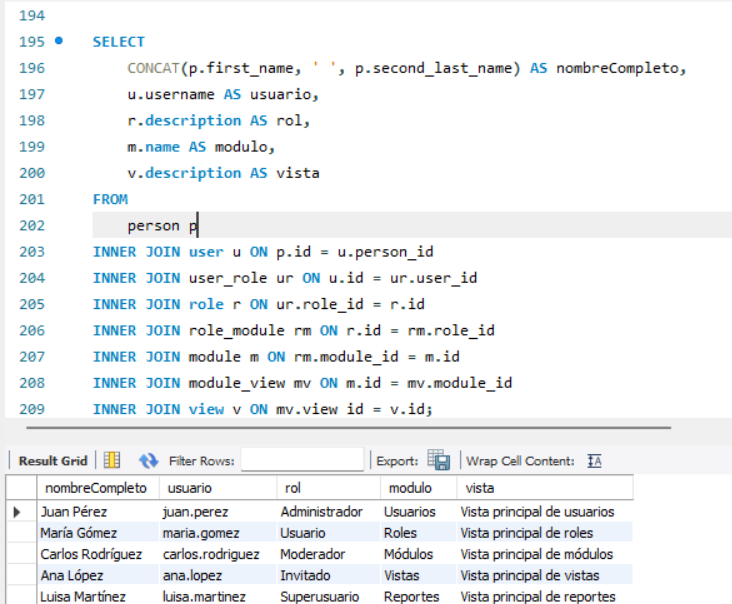 194
195 SELECT
196 CONCAT(p.first_name, ' ', p.second_last_name) AS nombreCompleto,
197 u.username AS usuario,
198 r.description AS rol,
199 m.name AS modulo,
200 v.description AS vista
201 FROM
202 person p
203 INNER JOIN user u ON p.id = u.person_id
204 INNER JOIN user_role ur ON u.id = ur.user_id
205 INNER JOIN role r ON ur.role_id = r.id
206 INNER JOIN role_module rm ON r.id = rm.role_id
207 INNER JOIN module m ON rm.module_id = m.id
208 INNER JOIN module_view mv ON m.id = mv.module_id
209 INNER JOIN view v ON mv.view_id = v.id;
Result Grid Filter Rows: Export: Wrap Cell Content: IA
nombreCompleto usuario rol modulo vista
Juan Pérez juan.perez Administrador Usuarios Vista principal de usuarios
María Gómez maria.gomez Usuario Roles Vista principal de roles
Carlos Rodríguez carlos.rodriguez Moderador Módulos Vista principal de módulos
Ana López ana.lopez Invitado Vistas Vista principal de vistas
Luisa Martínez luisa.martinez Superusuario Reportes Vista principal de reportes